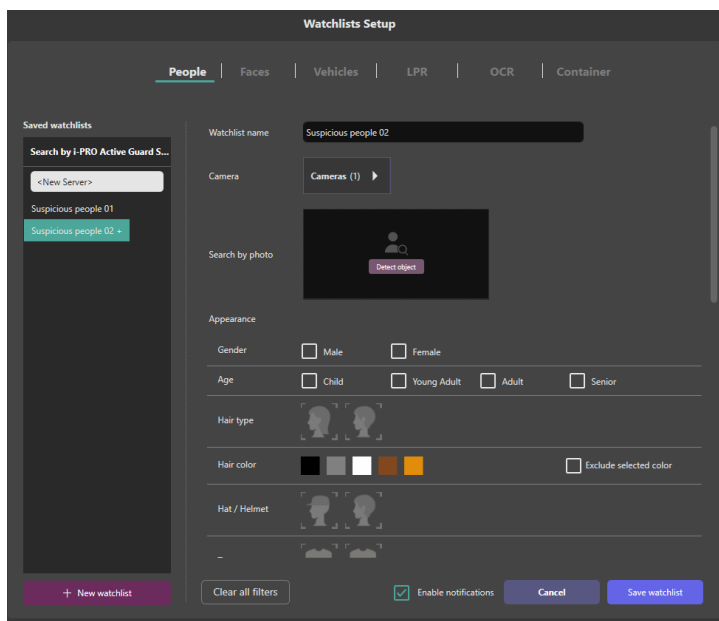 Watchlists Setup
People
Faces
Vehicles
LPR
OCR
Container
Saved watchlists
Search by i-PRO Active Guard S...
<New Server>
Suspicious people 01
Suspicious people 02 +
+ New watchlist
Watchlist name
Suspicious people 02
Camera
Cameras (1)
Search by photo
Detect object
Appearance
Gender
Male
Female
Age
Child
Young Adult
Adult
Senior
Hair type
Hair color
Exclude selected color
Hat / Helmet
Clear all filters
Enable notifications
Cancel
Save watchlist